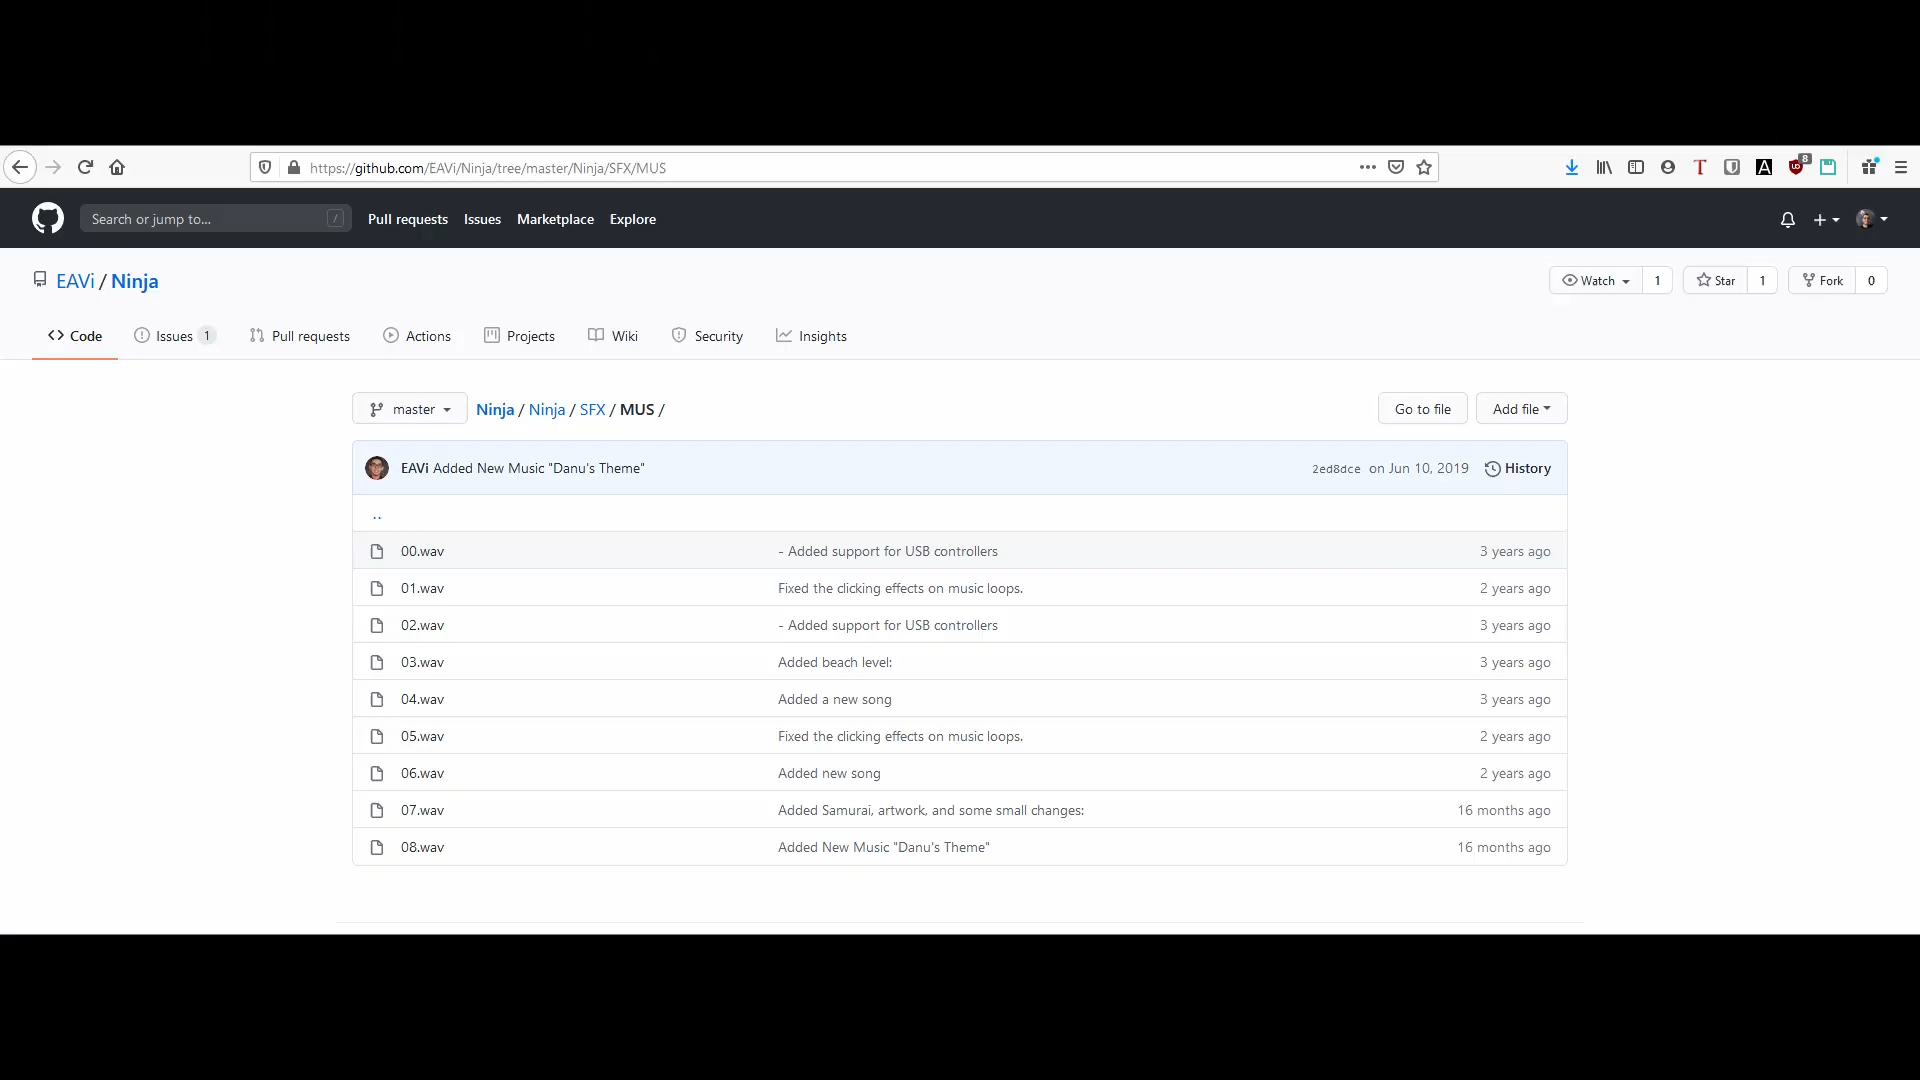 https://github.com/EAVi/Ninja/tree/master/Ninja/SFX/MUS
8
Search or jump to... / Pull requests Issues Marketplace Explore
EAVi / Ninja
Watch 1 Star 1 Fork 0
Code Issues 1 Pull requests Actions Projects Wiki Security Insights
master Ninja / Ninja / SFX / MUS / Go to file Add file
EAVi Added New Music "Danu's Theme" 2ed8dce on Jun 10, 2019 History
..
00.wav - Added support for USB controllers 3 years ago
01.wav Fixed the clicking effects on music loops. 2 years ago
02.wav - Added support for USB controllers 3 years ago
03.wav Added beach level: 3 years ago
04.wav Added a new song 3 years ago
05.wav Fixed the clicking effects on music loops. 2 years ago
06.wav Added new song 2 years ago
07.wav Added Samurai, artwork, and some small changes: 16 months ago
08.wav Added New Music "Danu's Theme" 16 months ago